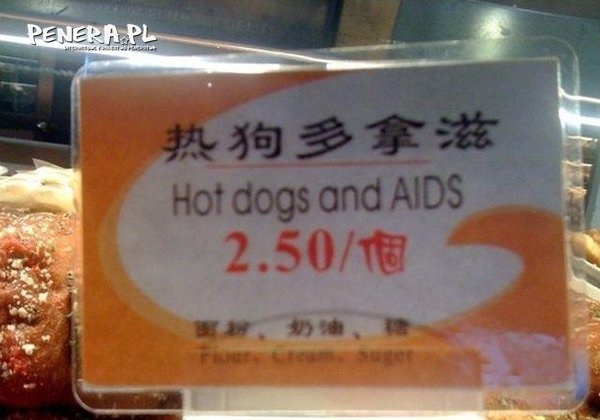 PENERA.PL
热狗多拿滋
Hot dogs and AIDS
2.50/個
面粉、奶油、糖
Flour、Cream、Suger